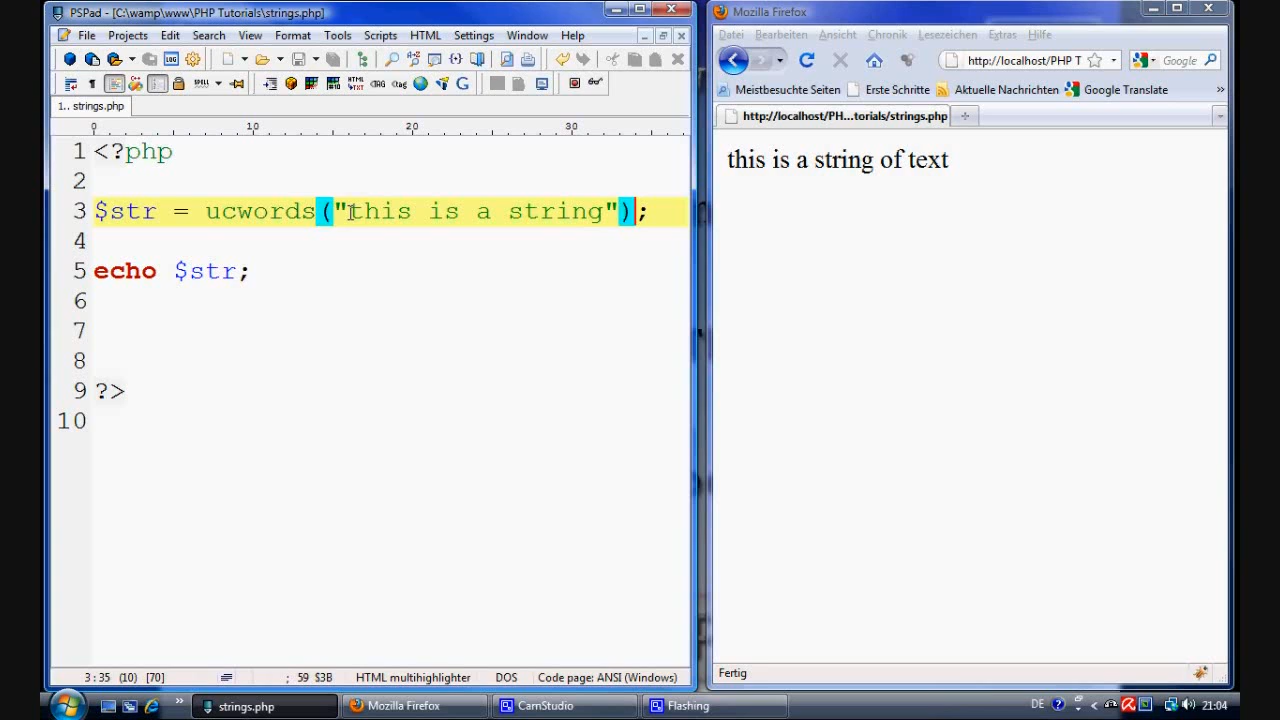 PSPad - [C:\wamp\www\PHP Tutorials\strings.php]
File Projects Edit Search View Format Tools Scripts HTML Settings Window Help
1.. strings.php
0 10 20 30
1 <?php
2
3 $str = ucwords("this is a string");
4
5 echo $str;
6
7
8
9 ?>
10
3:35 (10) [70] : 59 $3B HTML multihighlighter DOS Code page: ANSI (Windows)
Mozilla Firefox
Datei Bearbeiten Ansicht Chronik Lesezeichen Extras Hilfe
http://localhost/PHP T Google
Meistbesuchte Seiten Erste Schritte Aktuelle Nachrichten Google Translate »
http://localhost/PH...torials/strings.php
this is a string of text
Fertig
» strings.php Mozilla Firefox CamStudio Flashing DE 21:04